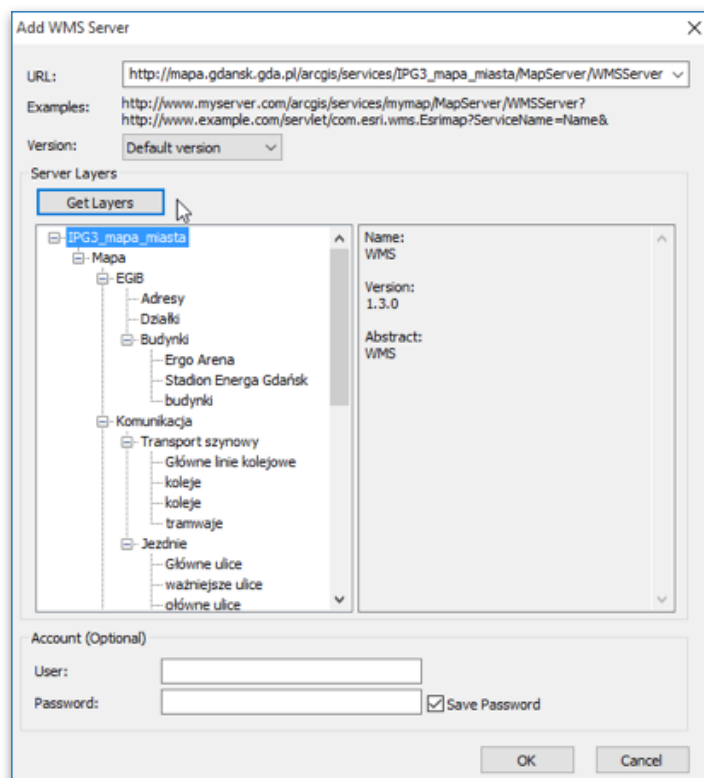 Add WMS Server
URL:
http://mapa.gdansk.gda.pl/arcgis/services/IPG3_mapa_miasta/MapServer/WMSServer
Examples:
http://www.myserver.com/arcgis/services/mymap/MapServer/WMSServer?
http://www.example.com/servlet/com.esri.wms.Esrimap?ServiceName=Name&
Version:
Default version
Server Layers
Get Layers
IPG3_mapa_miasta
Mapa
EGiB
Adresy
Działki
Budynki
Ergo Arena
Stadion Energa Gdańsk
budynki
Komunikacja
Transport szynowy
Główne linie kolejowe
koleje
koleje
tramwaje
Jezdnie
Główne ulice
ważniejsze ulice
główne ulice
Name:
WMS
Version:
1.3.0
Abstract:
WMS
Account (Optional)
User:
Password:
Save Password
OK
Cancel